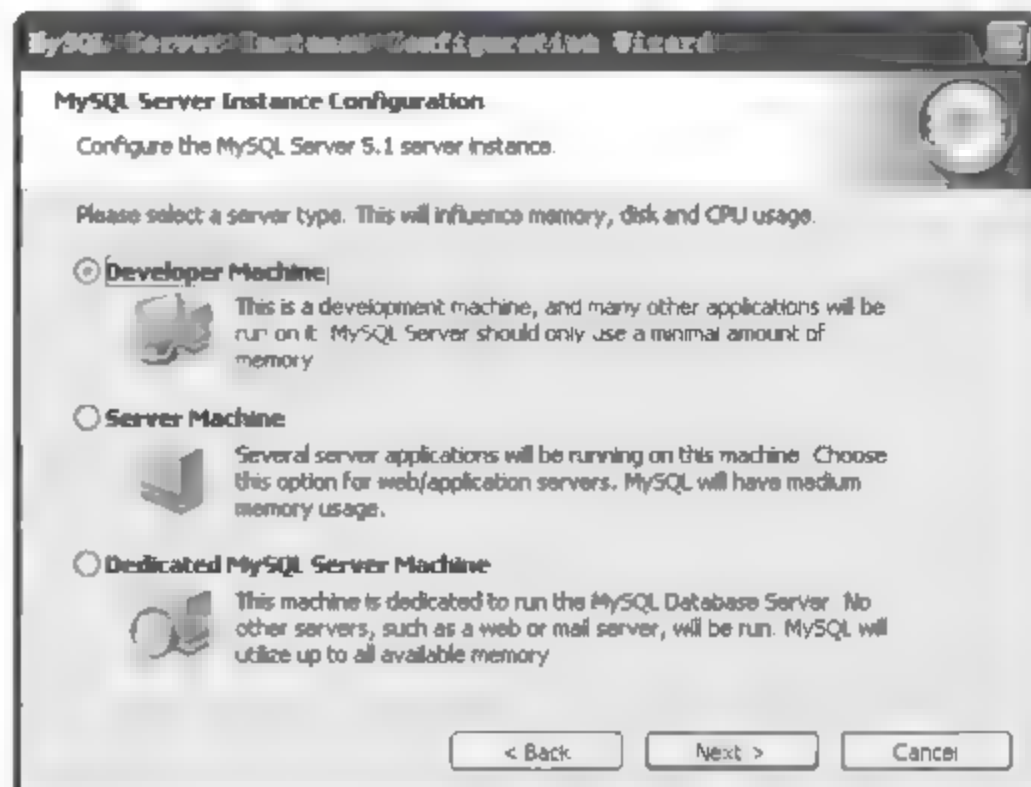 MySQL Server Instance Configuration Wizard
MySQL Server Instance Configuration
Configure the MySQL Server 5.1 server instance.
Please select a server type. This will influence memory, disk and CPU usage.
Developer Machine
This is a development machine, and many other applications will be
run on it. MySQL Server should only use a minimal amount of
memory
Server Machine
Several server applications will be running on this machine. Choose
this option for web/application servers. MySQL will have medium
memory usage.
Dedicated MySQL Server Machine
This machine is dedicated to run the MySQL Database Server. No
other servers, such as a web or mail server, will be run. MySQL will
utilize up to all available memory
< Back
Next >
Cancel